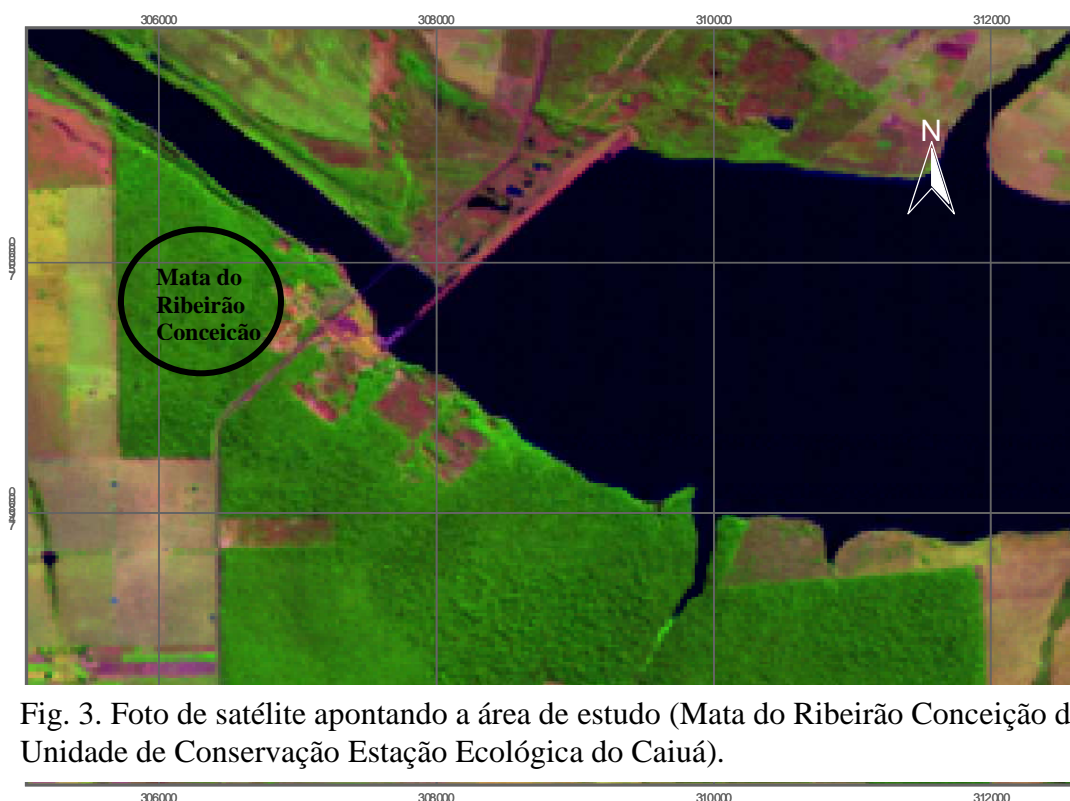 306000 308000 310000 312000
N
Mata do
Ribeirão
Conceicão
Fig. 3. Foto de satélite apontando a área de estudo (Mata do Ribeirão Conceição d
Unidade de Conservação Estação Ecológica do Caiuá).
306000 308000 310000 312000